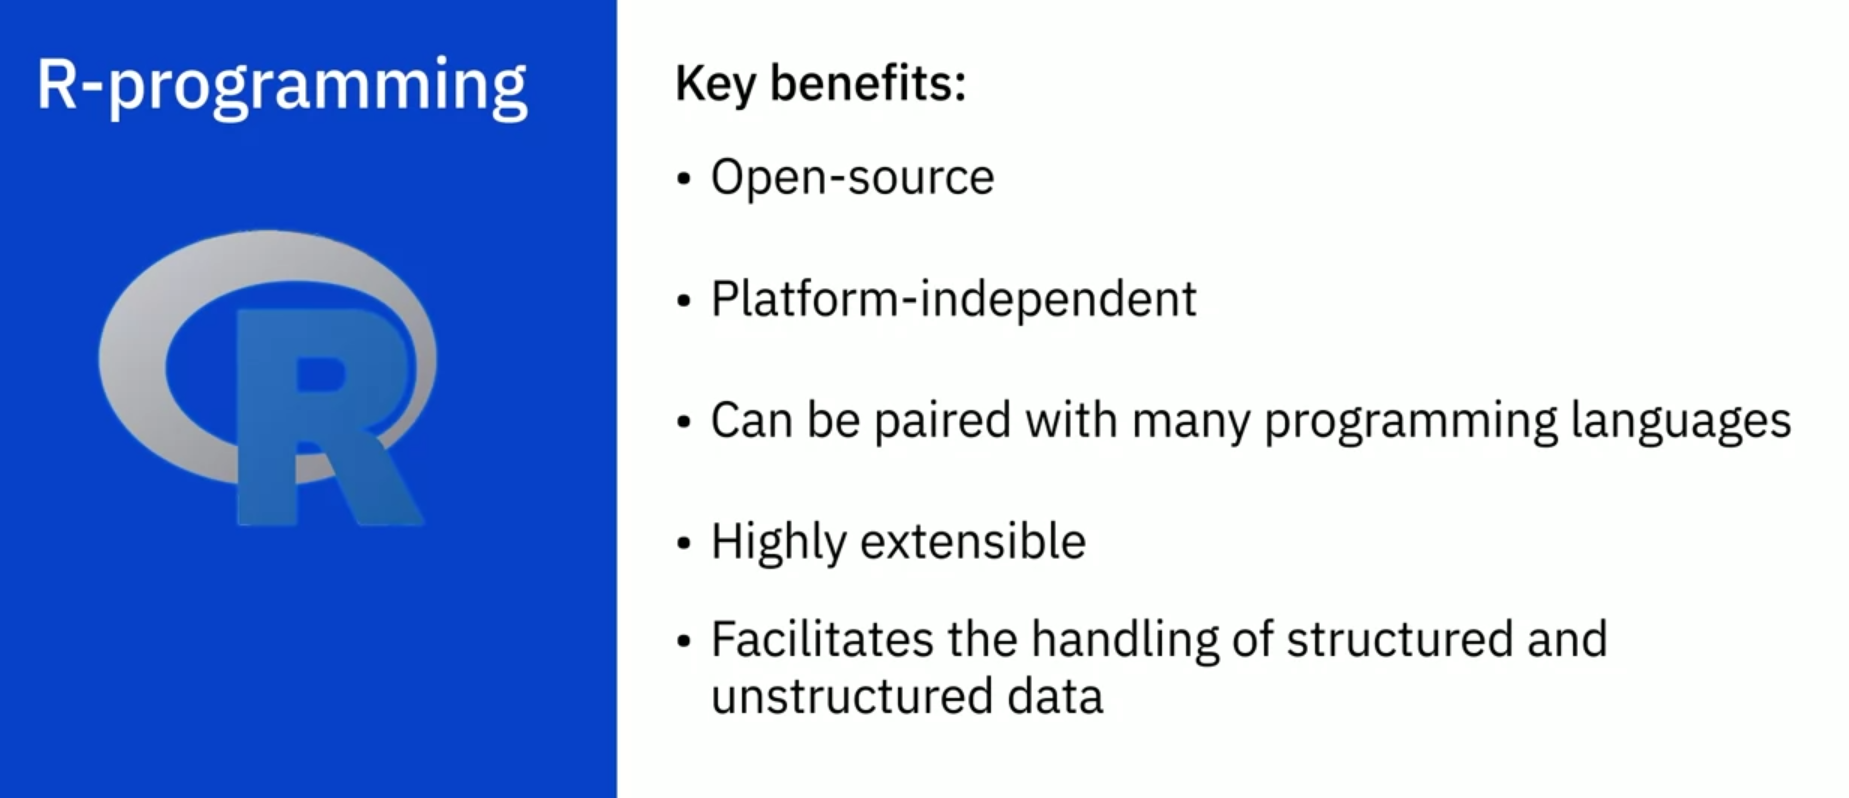 R-programming
R
Key benefits:
• Open-source
• Platform-independent
• Can be paired with many programming languages
• Highly extensible
• Facilitates the handling of structured and
unstructured data